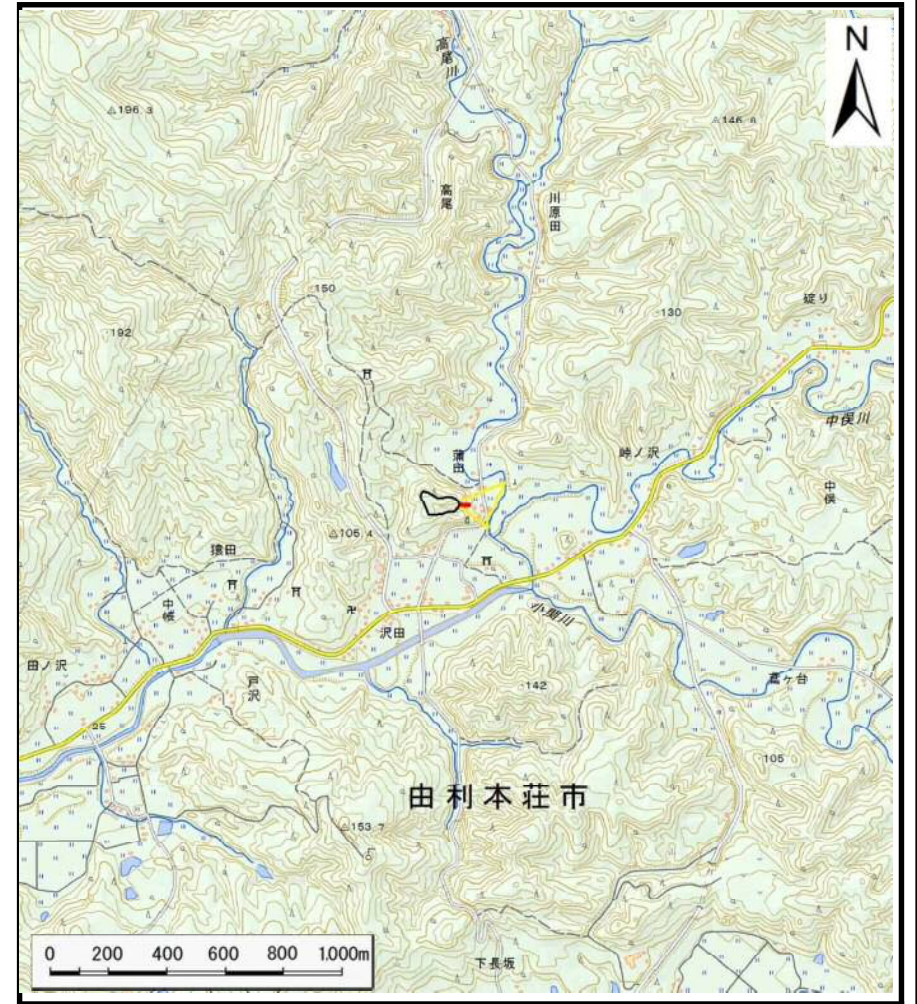 N
高尾川
196.3
146.8
高尾
川原田
150
碇り
130
192
中俣川
蒲田
峠ノ沢
中俣
105.4
猿田
中帳
小関川
沢田
田ノ沢
戸沢
142
鳶ヶ台
25
105
由利本荘市
153.7
0 200 400 600 800 1.000m
下長坂